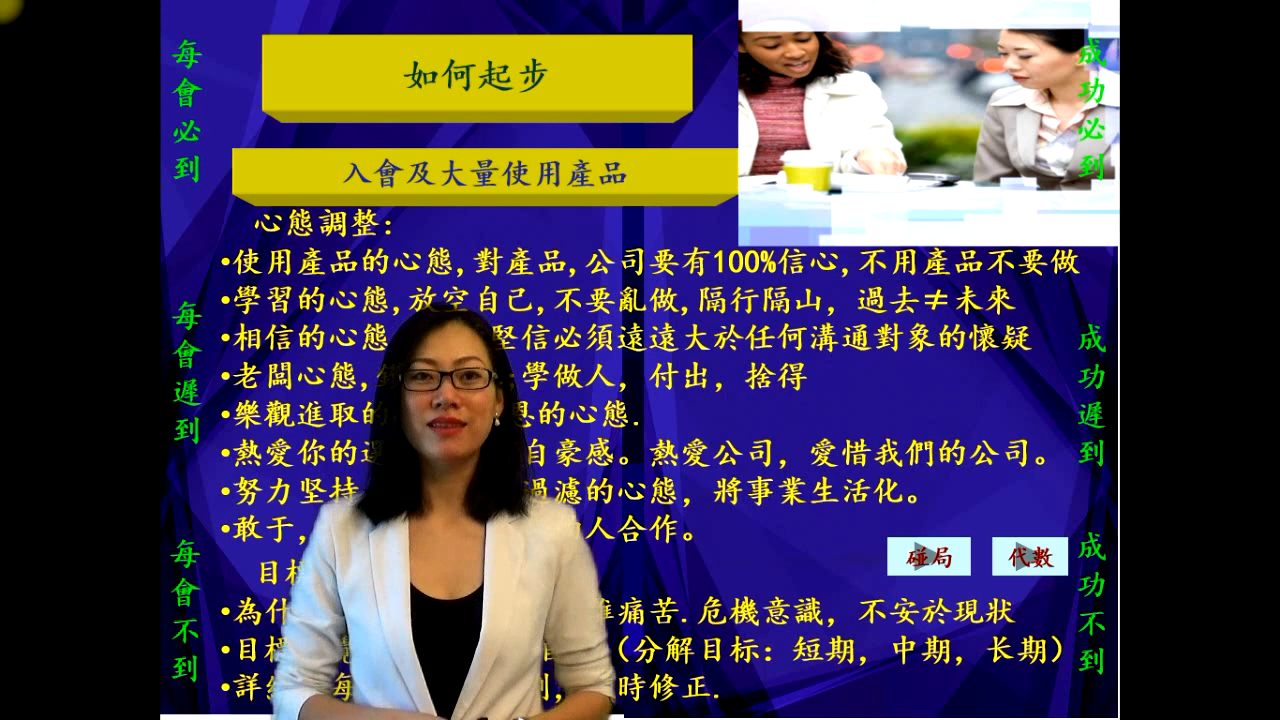 每會必到
每會遲到
每會不到
如何起步
入會及大量使用產品
心態調整:
•使用產品的心態,對產品,公司要有100%信心,不用產品不要做
•學習的心態,放空自己,不要亂做,隔行隔山，過去≠未來
•相信的心態 堅信必須遠遠大於任何溝通對象的懷疑
•老闆心態, ,學做人，付出，捨得
•樂觀進取的 恩的心態.
•熱愛你的 自豪感。熱愛公司，愛惜我們的公司。
•努力坚持 過濾的心態，將事業生活化。
•敢于, 人合作。
目標
•為什 痛苦.危機意識，不安於現狀
•目標 （分解目标：短期，中期，长期）
•詳 每 , 時修正.
碰局
代數
成功必到
成功遲到
成功不到